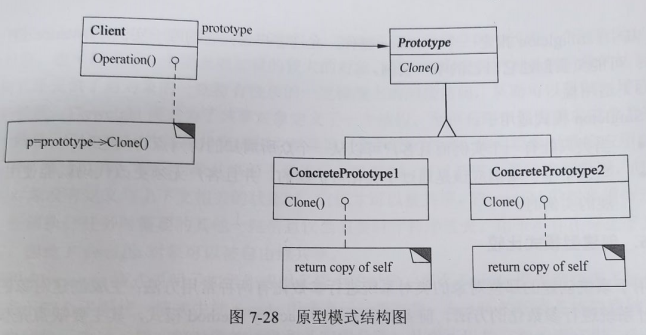 Client
prototype
Prototype
Operation()
Clone()
p=prototype->Clone()
ConcretePrototype1
ConcretePrototype2
Clone()
Clone()
return copy of self
return copy of self
图 7-28 原型模式结构图